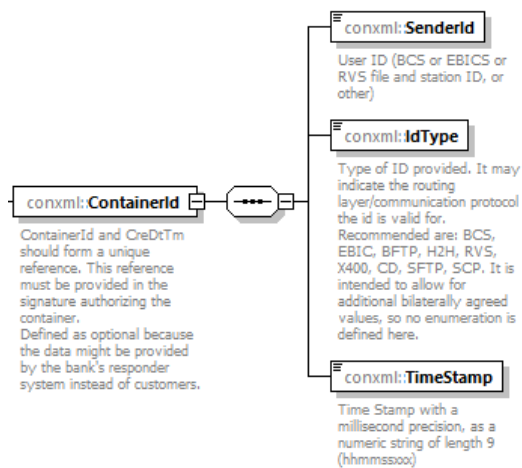 conxml::SenderId
User ID (BCS or EBICS or
RVS file and station ID, or
other)
conxml::IdType
Type of ID provided. It may
indicate the routing
layer/communication protocol
the id is valid for.
Recommended are: BCS,
EBIC, BFTP, H2H, RVS,
X400, CD, SFTP, SCP. It is
intended to allow for
additional bilaterally agreed
values, so no enumeration is
defined here.
conxml::ContainerId
ContainerId and CreDtTm
should form a unique
reference. This reference
must be provided in the
signature authorizing the
container.
Defined as optional because
the data might be provided
by the bank's responder
system instead of customers.
conxml::TimeStamp
Time Stamp with a
millisecond precision, as a
numeric string of length 9
(hhmmssxxx)